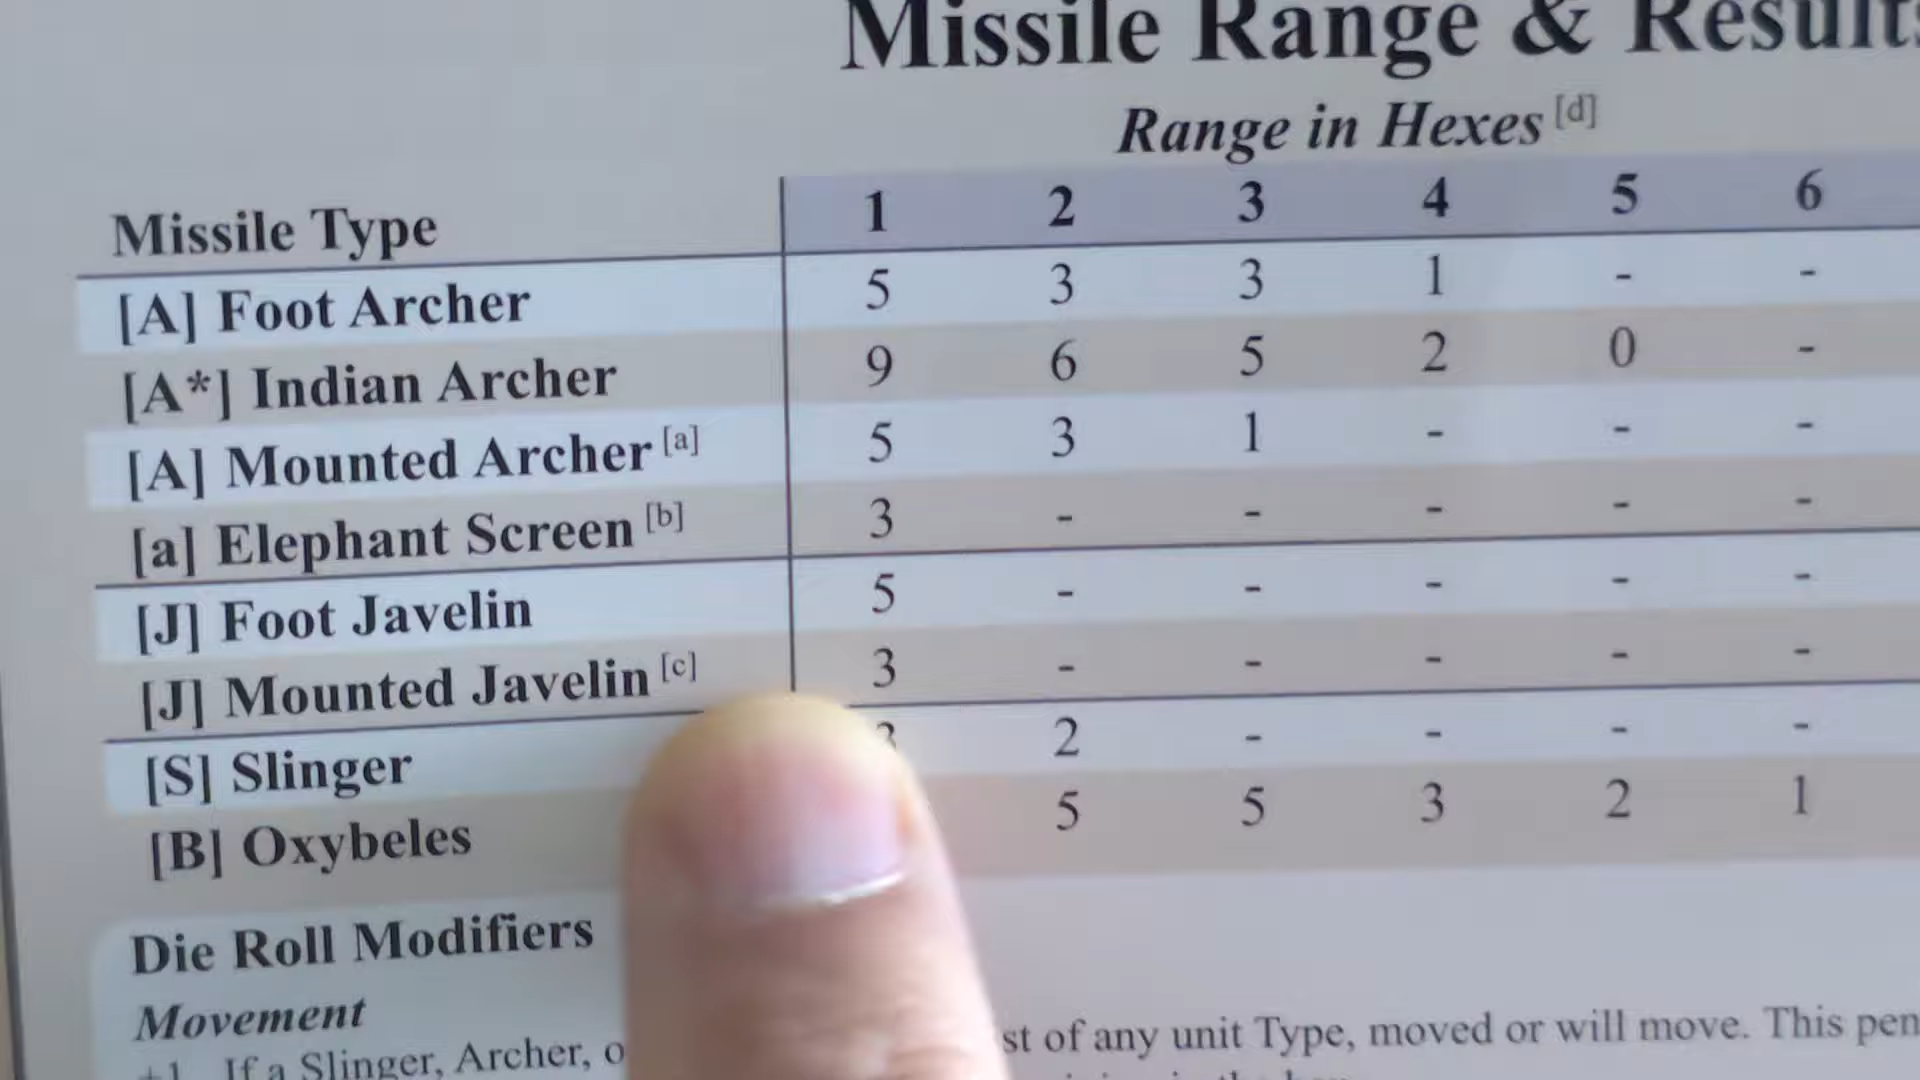 Missile Range & Results
Range in Hexes [d]
Missile Type 1 2 3 4 5 6
[A] Foot Archer 5 3 3 1 - -
[A*] Indian Archer 9 6 5 2 0 -
[A] Mounted Archer [a] 5 3 1 - - -
[a] Elephant Screen [b] 3 - - - - -
[J] Foot Javelin 5 - - - - -
[J] Mounted Javelin [c] 3 - - - - -
[S] Slinger 2 - - - -
[B] Oxybeles 5 5 3 2 1
Die Roll Modifiers
Movement
+1 If a Slinger, Archer, of any unit Type, moved or will move. This